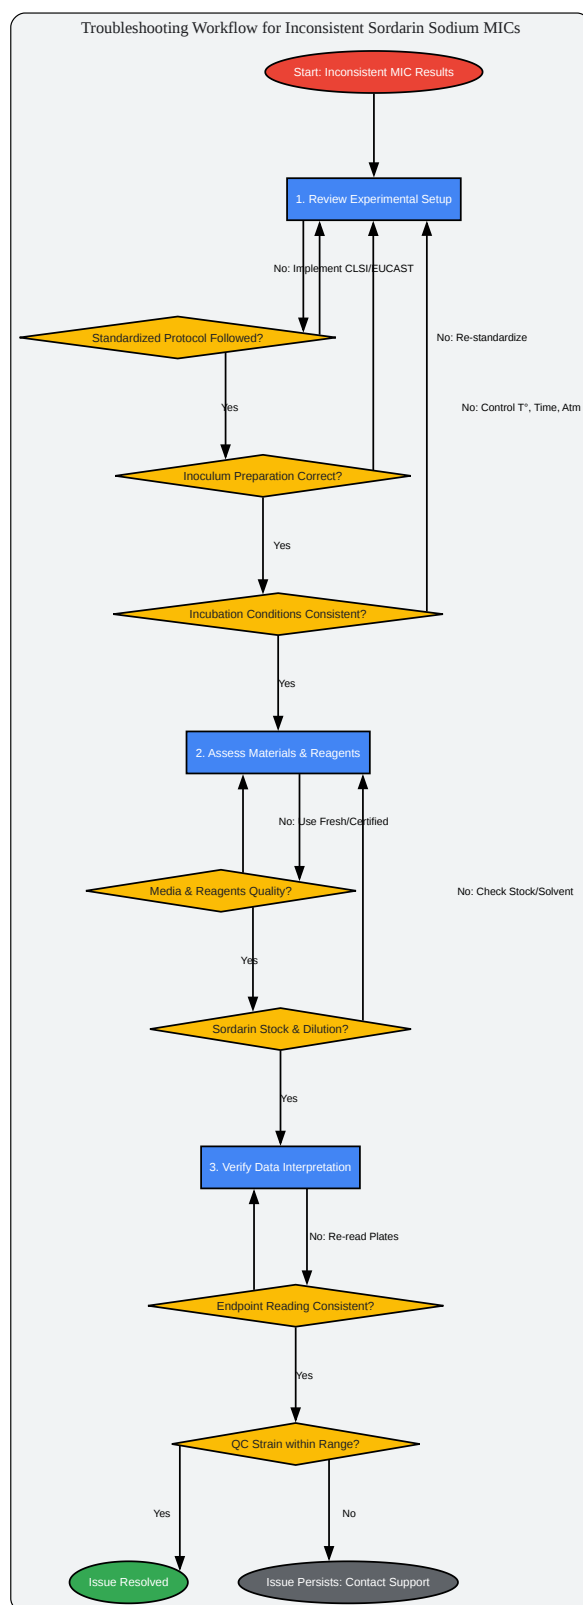 Troubleshooting Workflow for Inconsistent Sordarin Sodium MICs
Start: Inconsistent MIC Results
1. Review Experimental Setup
No: Implement CLSI/EUCAST
Standardized Protocol Followed?
No: Re-standardize
Yes
No: Control T°, Time, Atm
Inoculum Preparation Correct?
Yes
Incubation Conditions Consistent?
Yes
2. Assess Materials & Reagents
No: Use Fresh/Certified
Media & Reagents Quality?
No: Check Stock/Solvent
Yes
Sordarin Stock & Dilution?
Yes
3. Verify Data Interpretation
No: Re-read Plates
Endpoint Reading Consistent?
Yes
QC Strain within Range?
Yes
No
Issue Resolved
Issue Persists: Contact Support